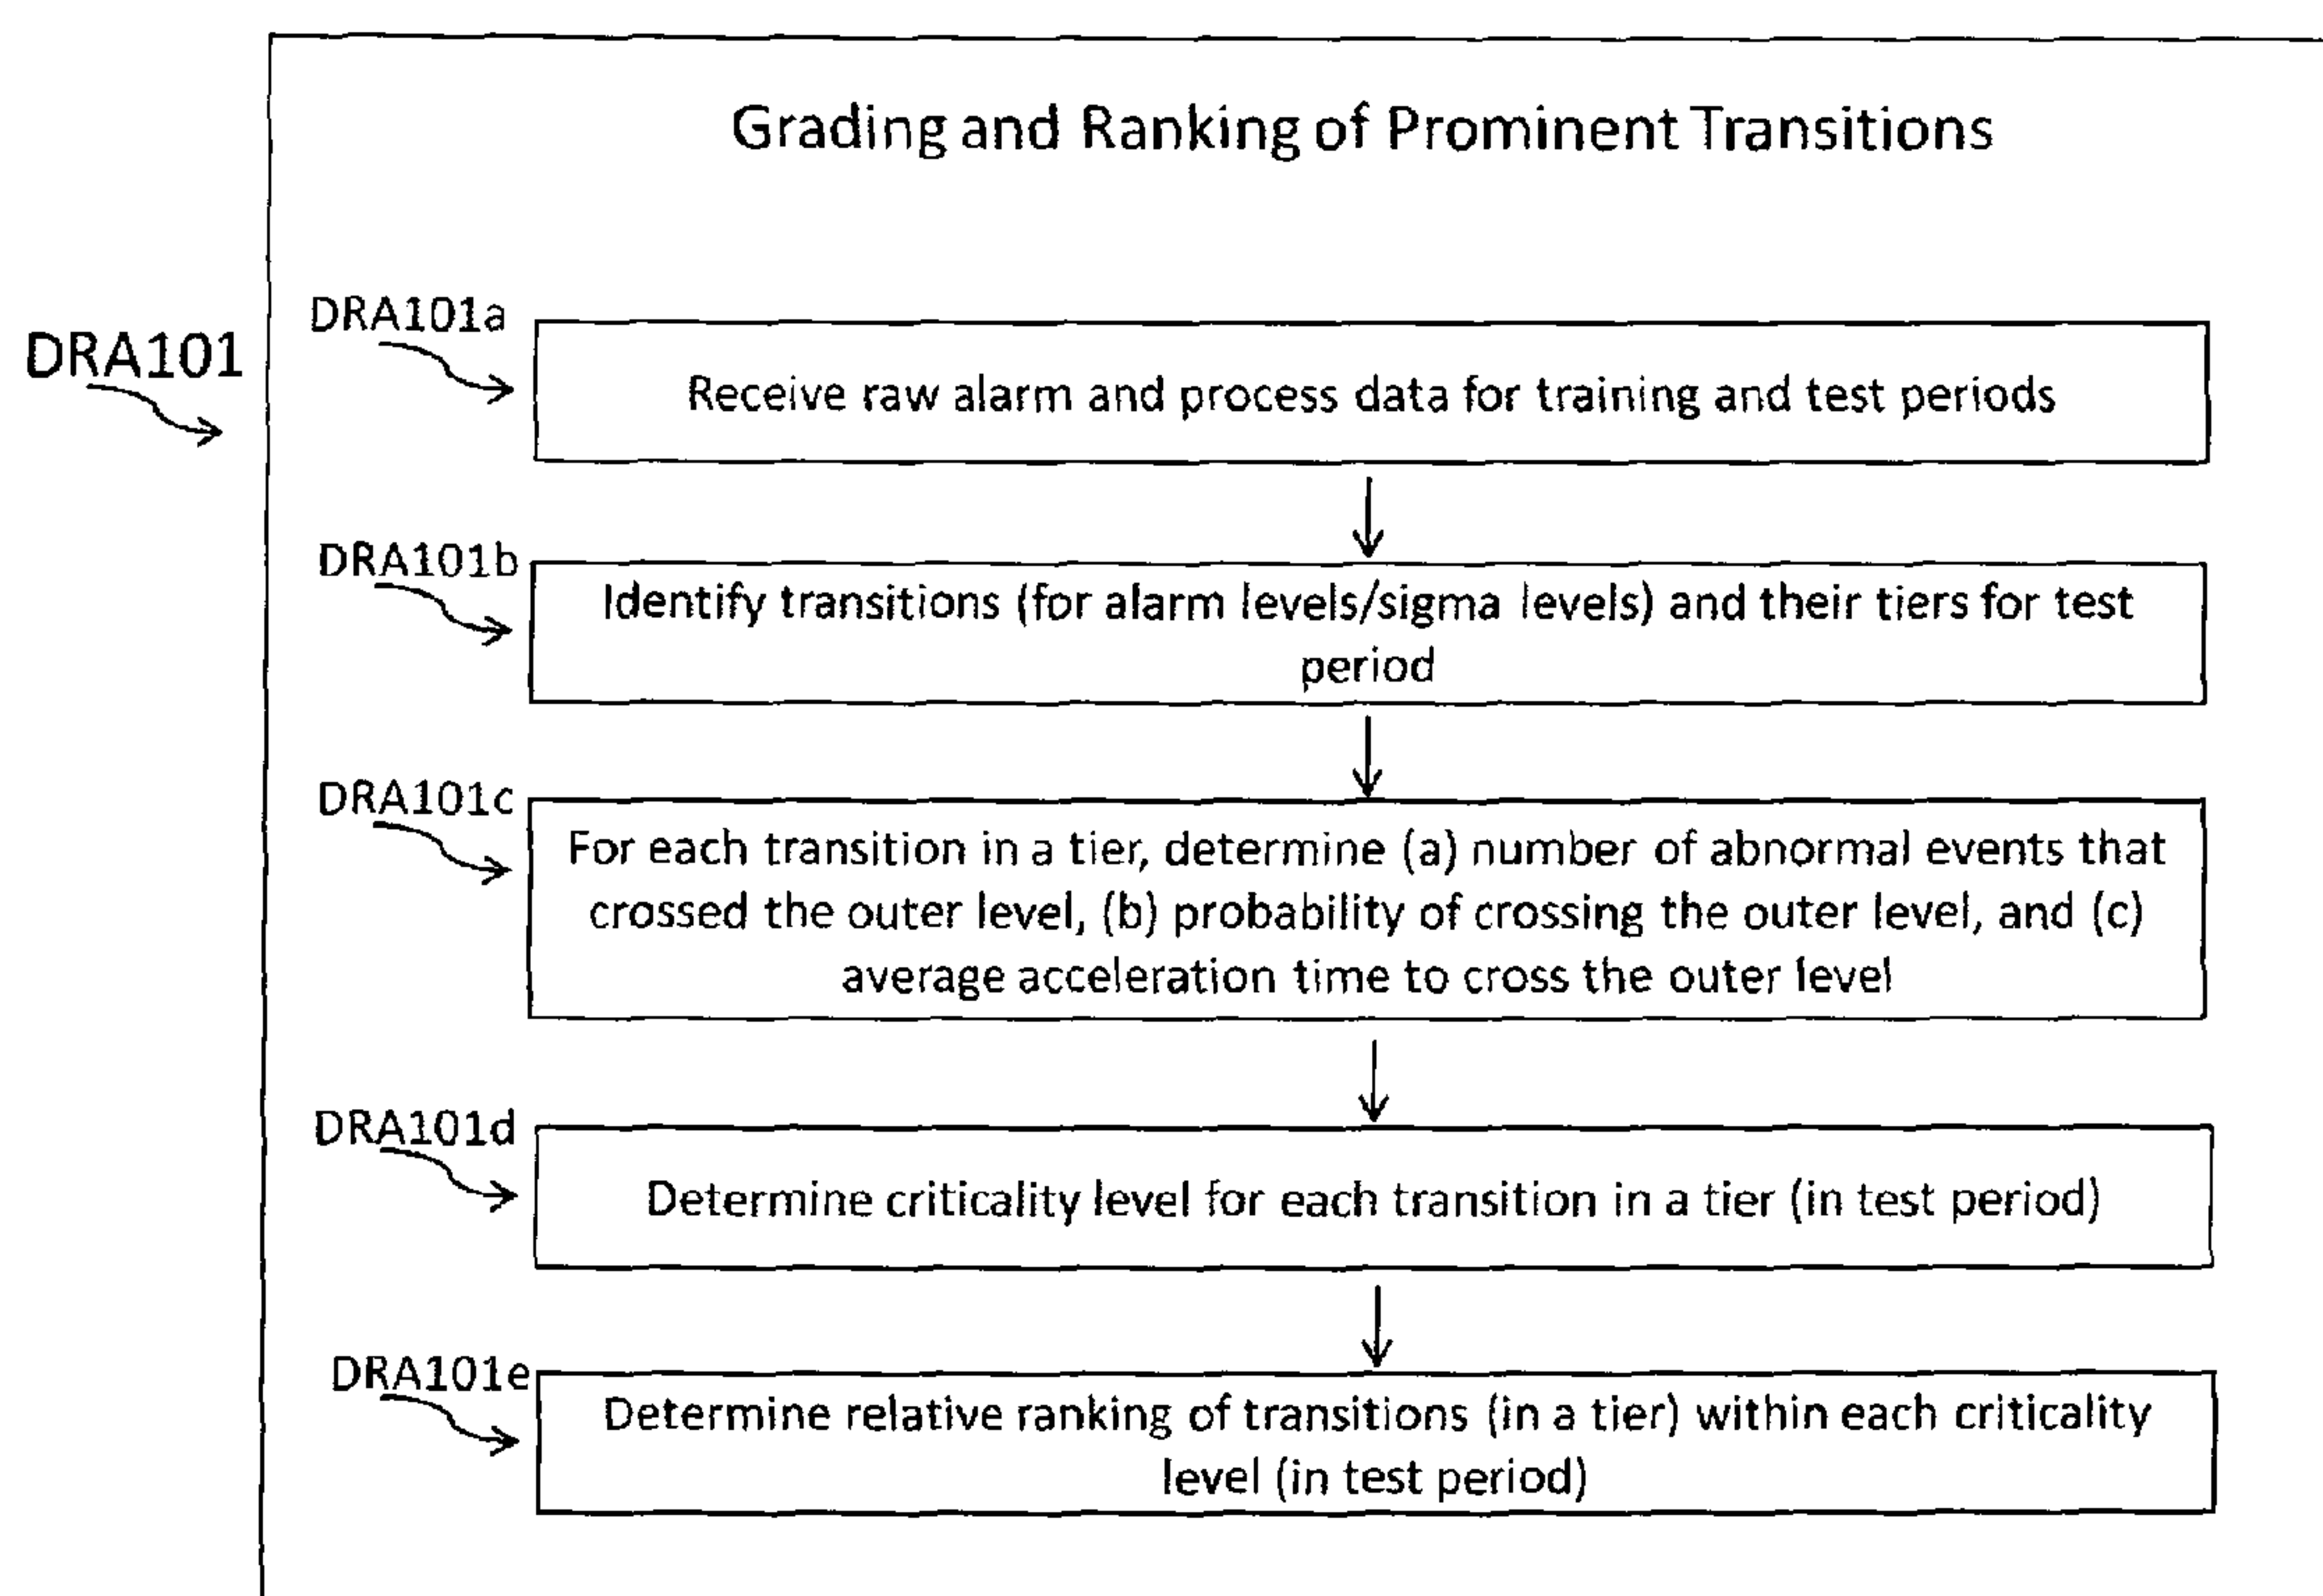 Grading and Ranking of Prominent Transitions
DRA101
DRA101a
Receive raw alarm and process data for training and test periods
DRA101b
Identify transitions (for alarm levels/sigma levels) and their tiers for test
period
DRA101c
For each transition in a tier, determine (a) number of abnormal events that
crossed the outer level, (b) probability of crossing the outer level, and (c)
average acceleration time to cross the outer level
DRA101d
Determine criticality level for each transition in a tier (in test period)
DRA101e
Determine relative ranking of transitions (in a tier) within each criticality
level (in test period)